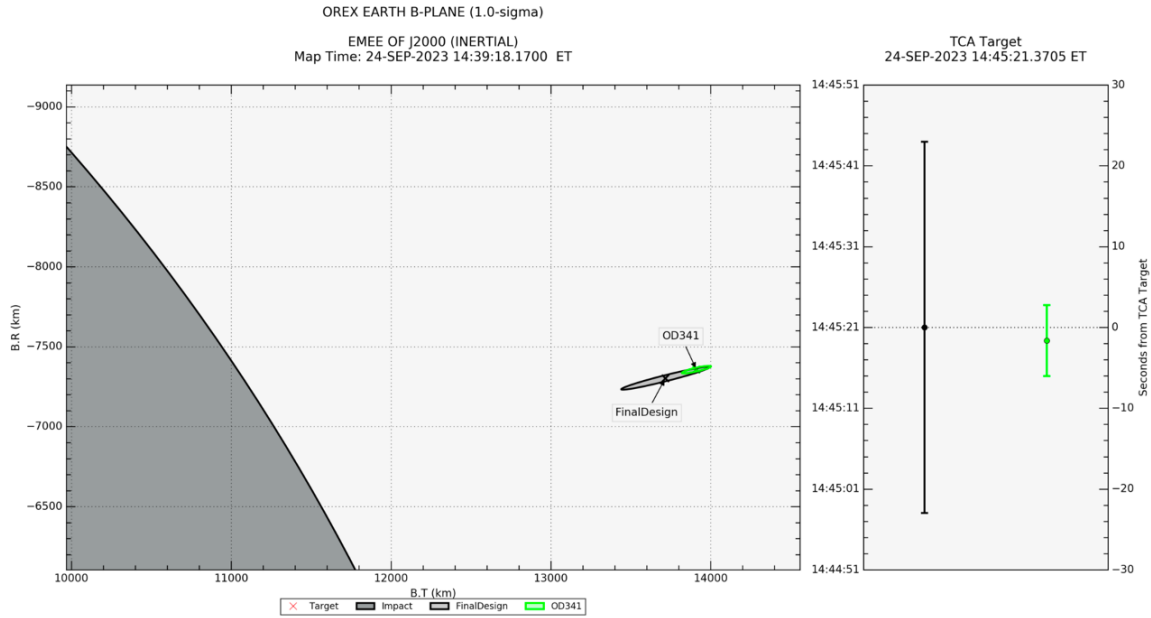 OREX EARTH B-PLANE (1.0-sigma)
EMEE OF J2000 (INERTIAL)
Map Time: 24-SEP-2023 14:39:18.1700 ET
−9000
−8500
−8000
−7500
−7000
−6500
B.R (km)
10000
11000
12000
13000
14000
B.T (km)
OD341
FinalDesign
Target
Impact
FinalDesign
OD341
TCA Target
24-SEP-2023 14:45:21.3705 ET
14:45:51
14:45:41
14:45:31
14:45:21
14:45:11
14:45:01
14:44:51
30
20
10
0
−10
−20
−30
Seconds from TCA Target